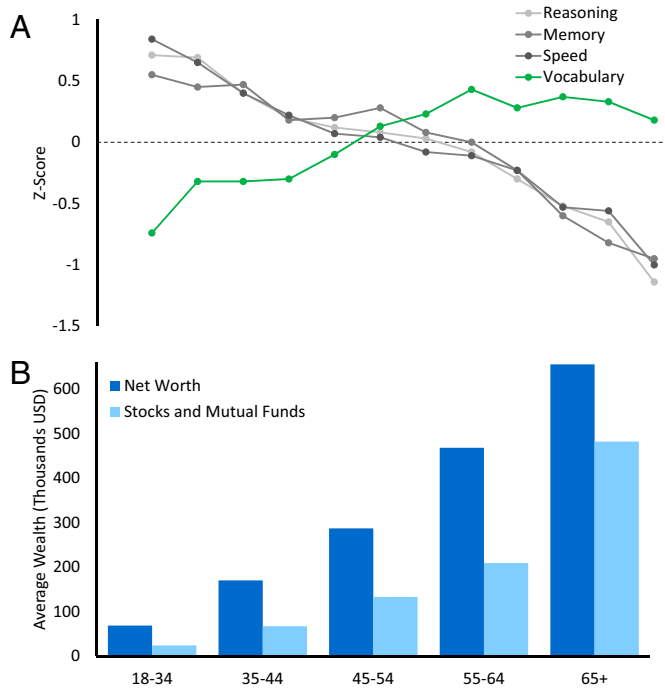 A
1
0.5
0
-0.5
-1
-1.5
Z-Score
Reasoning
Memory
Speed
Vocabulary
B
600
500
400
300
200
100
0
Average Wealth (Thousands USD)
Net Worth
Stocks and Mutual Funds
18-34 35-44 45-54 55-64 65+